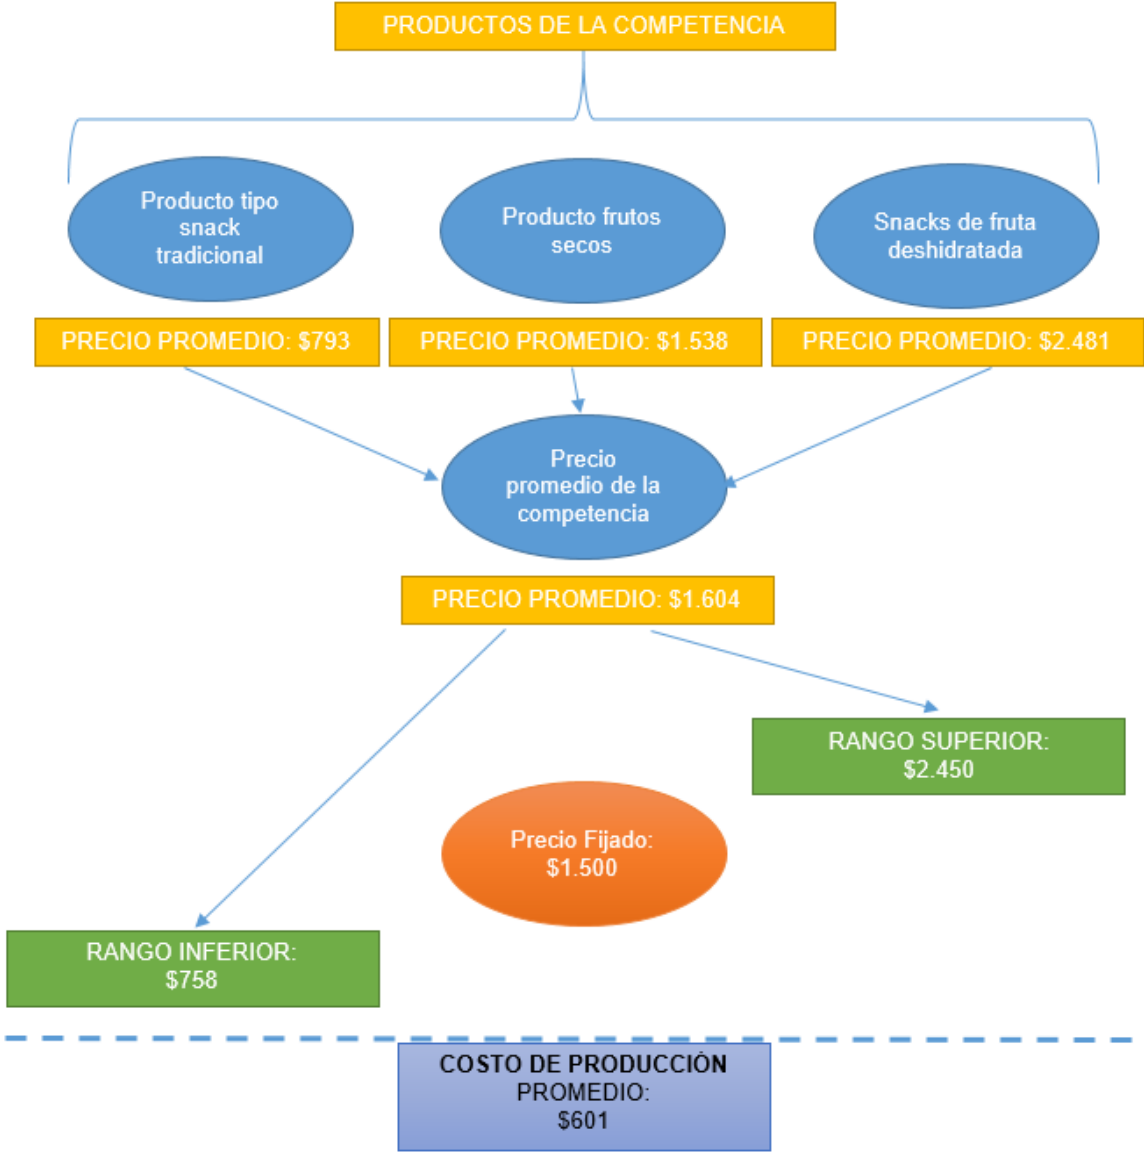 PRODUCTOS DE LA COMPETENCIA
Producto tipo
snack
tradicional
Producto frutos
secos
Snacks de fruta
deshidratada
PRECIO PROMEDIO: $793
PRECIO PROMEDIO: $1.538
PRECIO PROMEDIO: $2.481
Precio
promedio de la
competencia
PRECIO PROMEDIO: $1.604
RANGO SUPERIOR:
$2.450
Precio Fijado:
$1.500
RANGO INFERIOR:
$758
COSTO DE PRODUCCIÓN
PROMEDIO:
$601